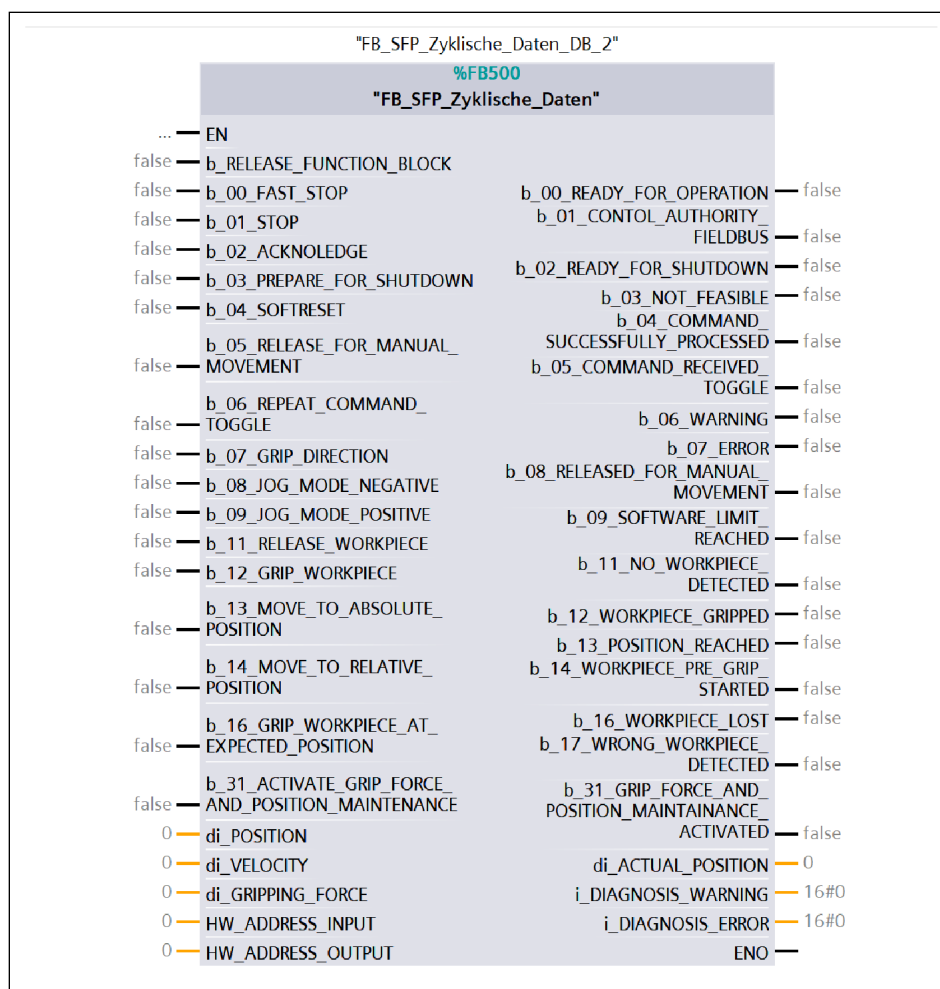 "FB_SFP_Zyklische_Daten_DB_2"
%FB500
"FB_SFP_Zyklische_Daten"
... EN
false b_RELEASE_FUNCTION_BLOCK
false b_00_FAST_STOP
false b_01_STOP
false b_02_ACKNOLEDGE
false b_03_PREPARE_FOR_SHUTDOWN
false b_04_SOFTRESET
b_05_RELEASE_FOR_MANUAL_
false MOVEMENT
b_06_REPEAT_COMMAND_
false TOGGLE
false b_07_GRIP_DIRECTION
false b_08_JOG_MODE_NEGATIVE
false b_09_JOG_MODE_POSITIVE
false b_11_RELEASE_WORKPIECE
false b_12_GRIP_WORKPIECE
b_13_MOVE_TO_ABSOLUTE_
false POSITION
b_14_MOVE_TO_RELATIVE_
false POSITION
b_16_GRIP_WORKPIECE_AT_
false EXPECTED_POSITION
b_31_ACTIVATE_GRIP_FORCE_
false AND_POSITION_MAINTENANCE
0 di_POSITION
0 di_VELOCITY
0 di_GRIPPING_FORCE
0 HW_ADDRESS_INPUT
0 HW_ADDRESS_OUTPUT
b_00_READY_FOR_OPERATION false
b_01_CONTOL_AUTHORITY_
FIELDBUS false
b_02_READY_FOR_SHUTDOWN false
b_03_NOT_FEASIBLE false
b_04_COMMAND_
SUCCESSFULLY_PROCESSED false
b_05_COMMAND_RECEIVED_
TOGGLE false
b_06_WARNING false
b_07_ERROR false
b_08_RELEASED_FOR_MANUAL_
MOVEMENT false
b_09_SOFTWARE_LIMIT_
REACHED false
b_11_NO_WORKPIECE_
DETECTED false
b_12_WORKPIECE_GRIPPED false
b_13_POSITION_REACHED false
b_14_WORKPIECE_PRE_GRIP_
STARTED false
b_16_WORKPIECE_LOST false
b_17_WRONG_WORKPIECE_
DETECTED false
b_31_GRIP_FORCE_AND_
POSITION_MAINTAINANCE_
ACTIVATED false
di_ACTUAL_POSITION 0
i_DIAGNOSIS_WARNING 16#0
i_DIAGNOSIS_ERROR 16#0
ENO